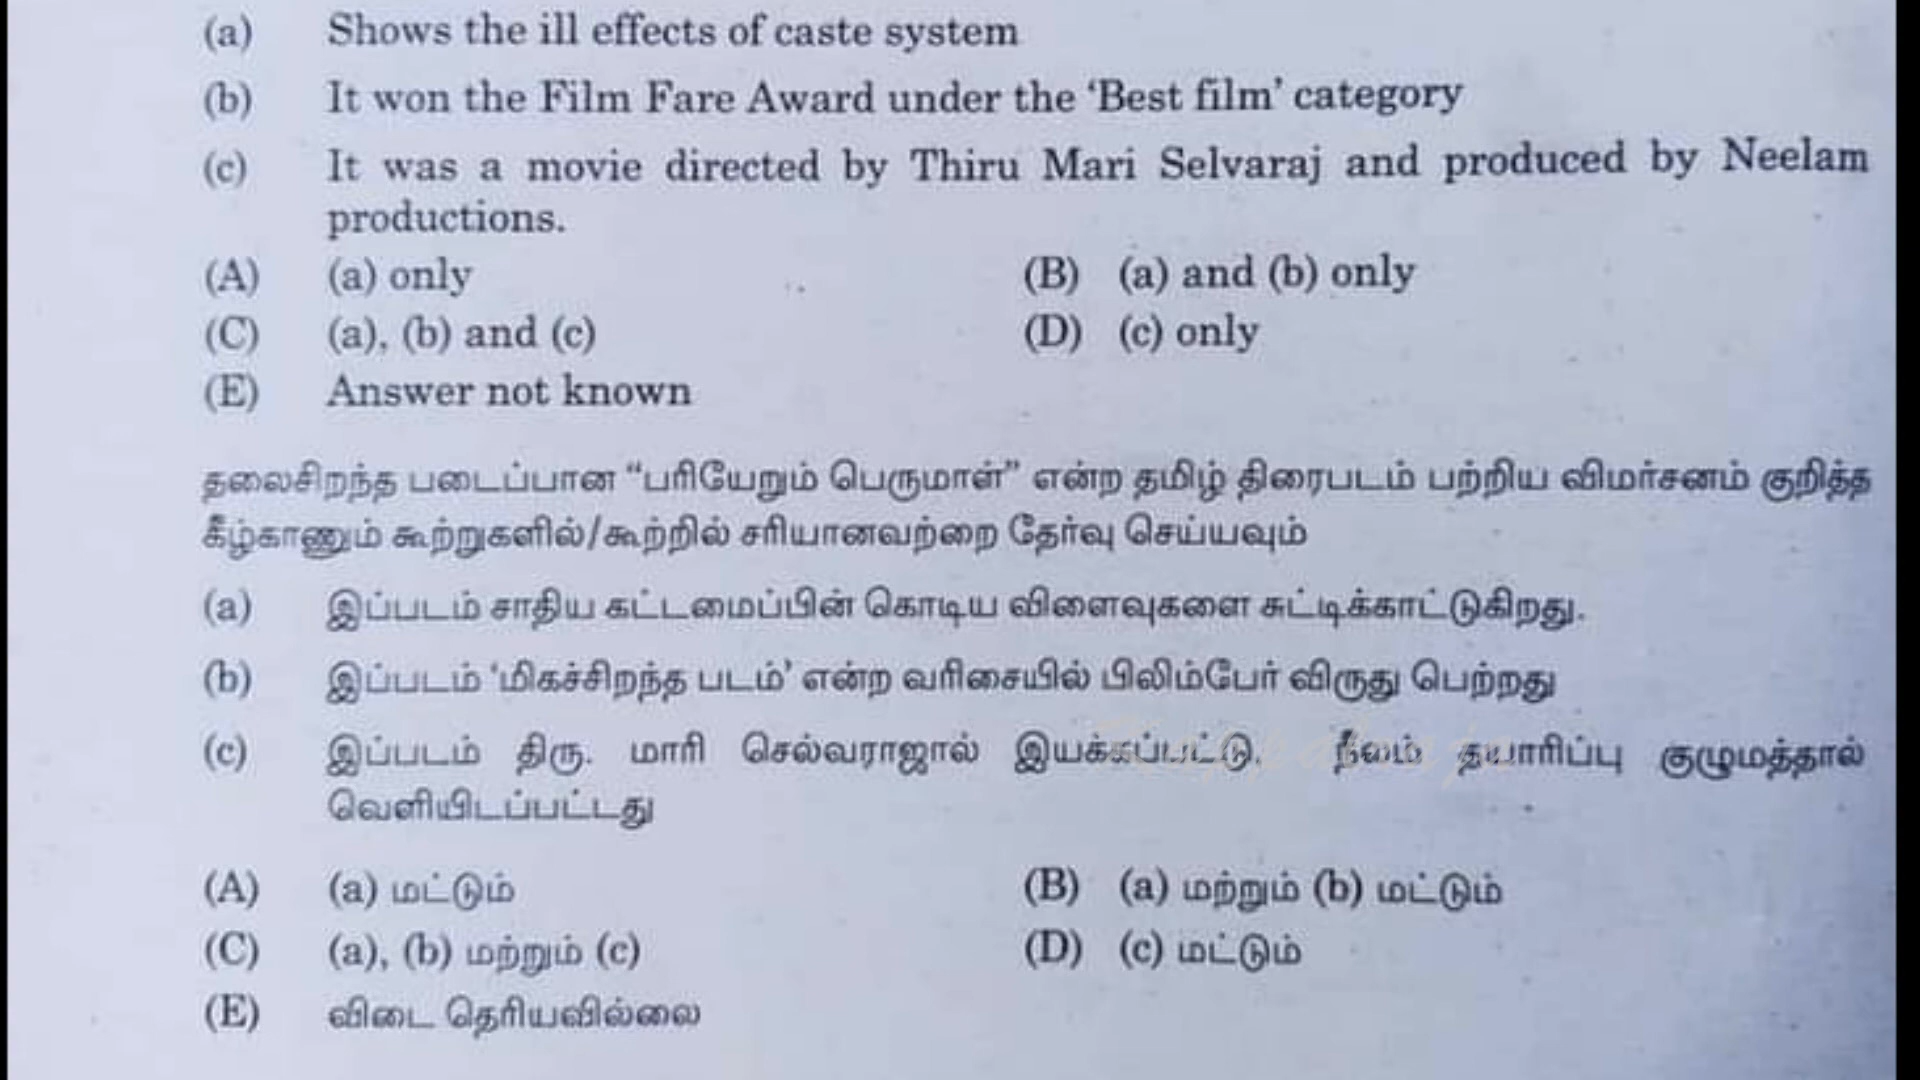 (a) Shows the ill effects of caste system
(b) It won the Film Fare Award under the ‘Best film’ category
(c) It was a movie directed by Thiru Mari Selvaraj and produced by Neelam
productions.
(A) (a) only (B) (a) and (b) only
(C) (a), (b) and (c) (D) (c) only
(E) Answer not known
தலைசிறந்த படைப்பான “பரியேறும் பெருமாள்” என்ற தமிழ் திரைபடம் பற்றிய விமர்சனம் குறித்த
கீழ்காணும் கூற்றுகளில்/கூற்றில் சரியானவற்றை தேர்வு செய்யவும்
(a) இப்படம் சாதிய கட்டமைப்பின் கொடிய விளைவுகளை சுட்டிக்காட்டுகிறது.
(b) இப்படம் ‘மிகச்சிறந்த படம்’ என்ற வரிசையில் பிலிம்பேர் விருது பெற்றது
(c) இப்படம் திரு. மாரி செல்வராஜால் இயக்கப்பட்டு, நீலம் தயாரிப்பு குழுமத்தால்
வெளியிடப்பட்டது
(A) (a) மட்டும் (B) (a) மற்றும் (b) மட்டும்
(C) (a), (b) மற்றும் (c) (D) (c) மட்டும்
(E) விடை தெரியவில்லை